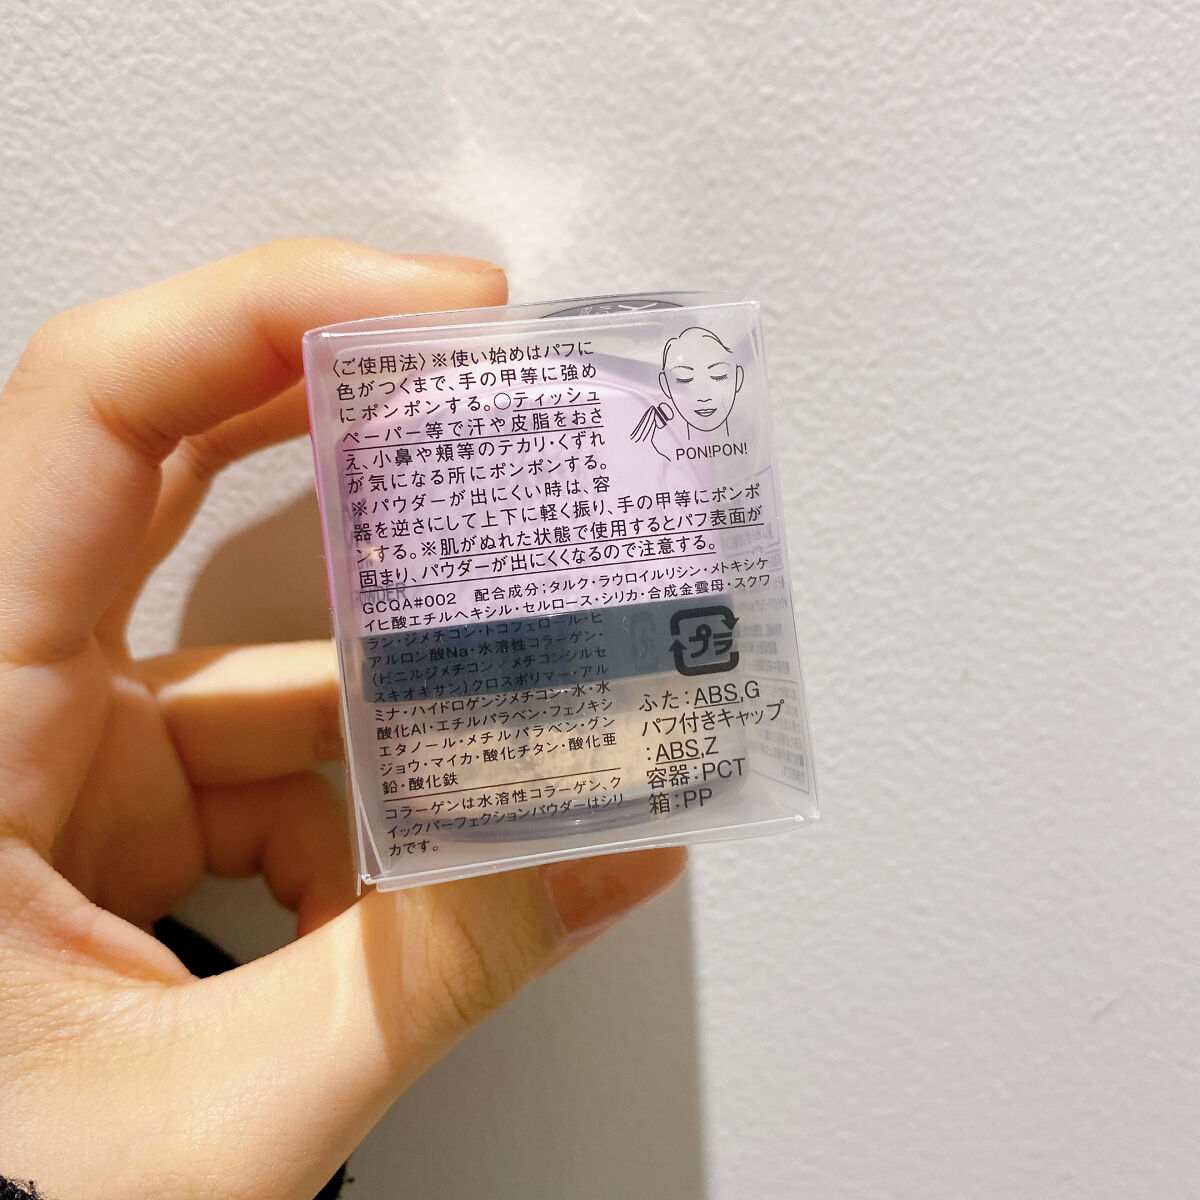 〈ご使用法〉※使い始めはパフに
色がつくまで、手の甲等に強め
にポンポンする。○ティッシュ
ペーパー等で汗や皮脂をおさ
え、小鼻や頬等のテカリ・くずれ
が気になる所にポンポンする。
※パウダーが出にくい時は、容
器を逆さにして上下に軽く振り、手の甲等にポンポ
ンする。※肌がぬれた状態で使用するとパフ表面が
固まり、パウダーが出にくくなるので注意する。
PON!PON!
GCQA#002 配合成分;タルク・ラウロイルリシン・メトキシケ
イヒ酸エチルヘキシル・セルロース・シリカ・合成金雲母・スクワ
ラン・ジメチコン・トコフェロール・ヒ
アルロン酸Na・水溶性コラーゲン・
(ビニルジメチコン/メチコンシルセ
スキオキサン)クロスポリマー・アル
ミナ・ハイドロゲンジメチコン・水・水
酸化Al・エチルパラベン・フェノキシ
エタノール・メチルパラベン・グン
ジョウ・マイカ・酸化チタン・酸化亜
鉛・酸化鉄
コラーゲンは水溶性コラーゲン、ク
イックパーフェクションパウダーはシリ
カです。
プラ
ふた:ABS,G
パフ付きキャップ
:ABS,Z
容器:PCT
箱:PP